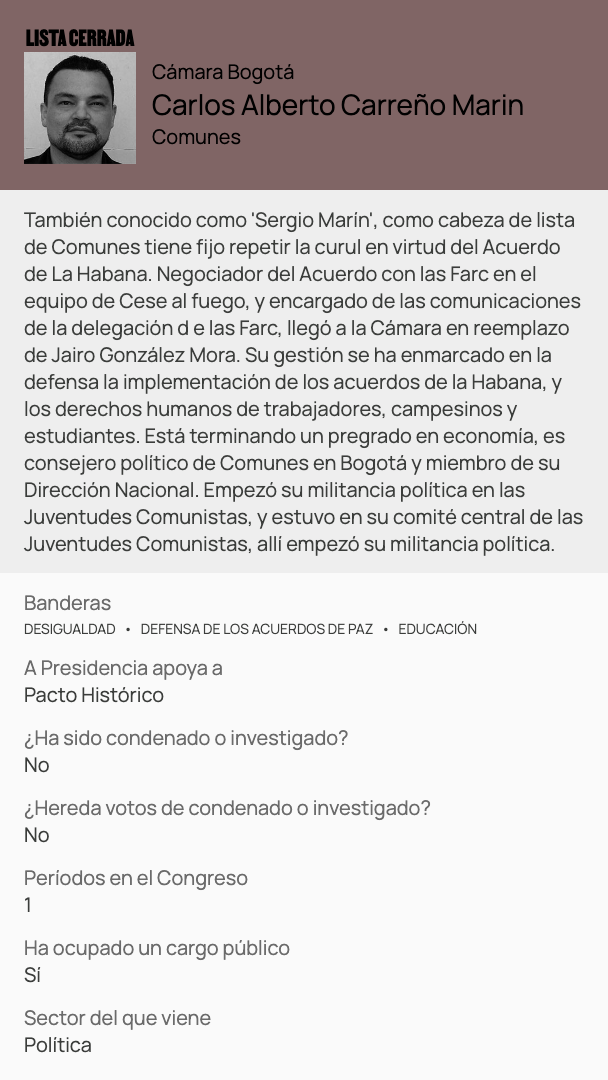 LISTA CERRADA
Cámara Bogotá
Carlos Alberto Carreño Marin
Comunes
También conocido como 'Sergio Marín', como cabeza de lista
de Comunes tiene fijo repetir la curul en virtud del Acuerdo
de La Habana. Negociador del Acuerdo con las Farc en el
equipo de Cese al fuego, y encargado de las comunicaciones
de la delegación d e las Farc, llegó a la Cámara en reemplazo
de Jairo González Mora. Su gestión se ha enmarcado en la
defensa la implementación de los acuerdos de la Habana, y
los derechos humanos de trabajadores, campesinos y
estudiantes. Está terminando un pregrado en economía, es
consejero político de Comunes en Bogotá y miembro de su
Dirección Nacional. Empezó su militancia política en las
Juventudes Comunistas, y estuvo en su comité central de las
Juventudes Comunistas, allí empezó su militancia política.
Banderas
DESIGUALDAD • DEFENSA DE LOS ACUERDOS DE PAZ • EDUCACIÓN
A Presidencia apoya a
Pacto Histórico
¿Ha sido condenado o investigado?
No
¿Hereda votos de condenado o investigado?
No
Períodos en el Congreso
1
Ha ocupado un cargo público
Sí
Sector del que viene
Política